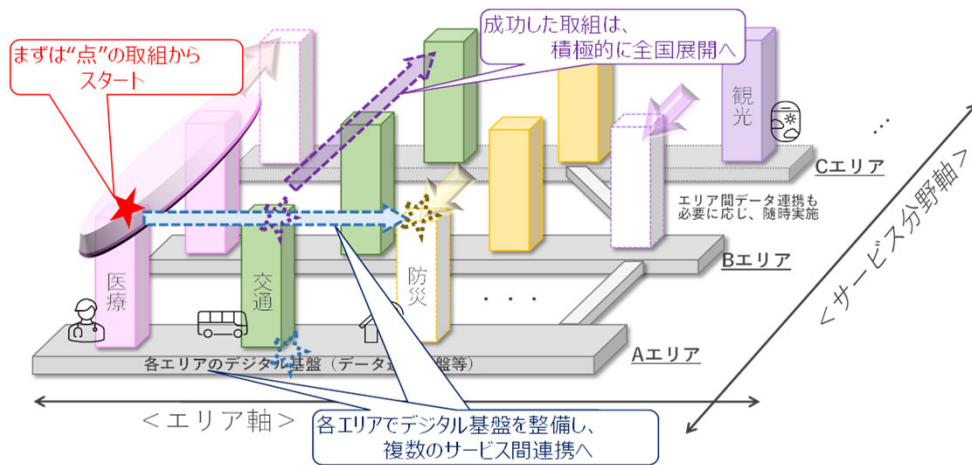 まずは“点”の取組から
スタート
成功した取組は、
積極的に全国展開へ
観光
…
Cエリア
エリア間データ連携も
必要に応じ、随時実施
Bエリア
医療
交通
防災
・・・
Aエリア
各エリアのデジタル基盤（データ
盤等）
＜エリア軸＞
＜サービス分野軸＞
各エリアでデジタル基盤を整備し、
複数のサービス間連携へ